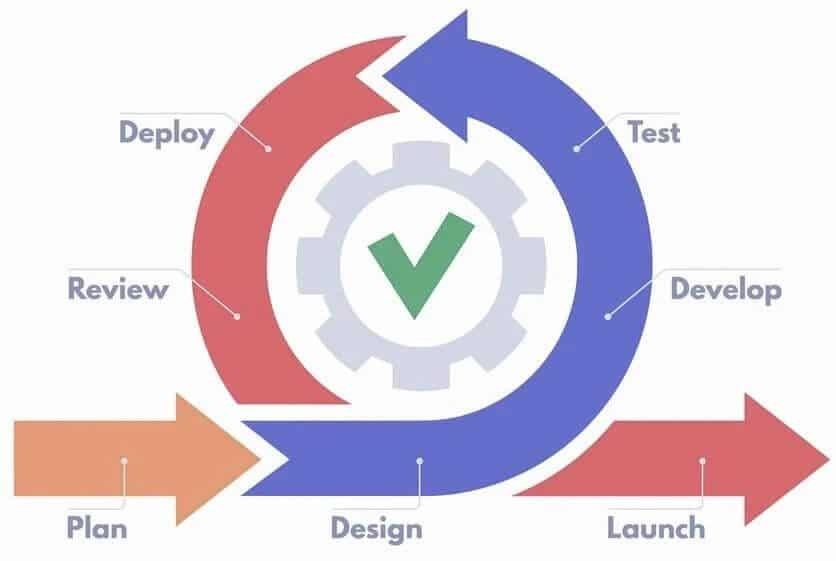 Deploy
Test
Review
Develop
Plan
Design
Launch